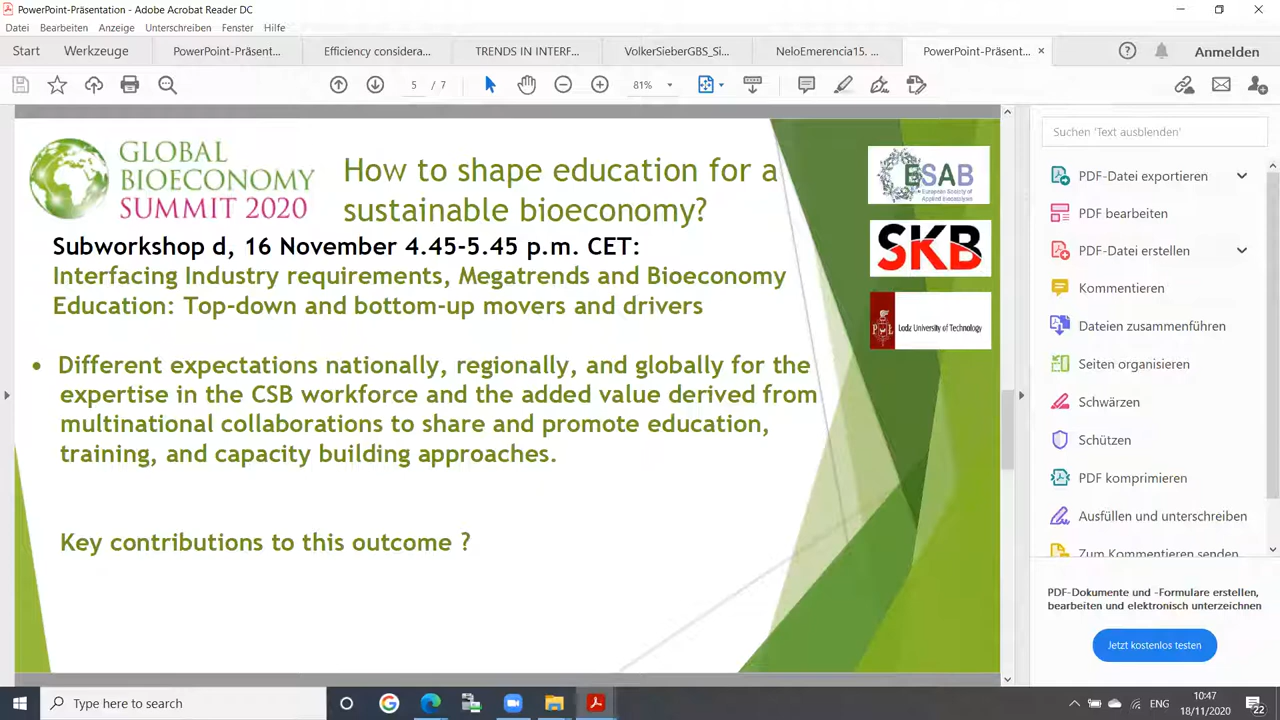 PowerPoint-Präsentation - Adobe Acrobat Reader DC
Datei Bearbeiten Anzeige Unterschreiben Fenster Hilfe
Start Werkzeuge PowerPoint-Präsent... Efficiency considera... TRENDS IN INTERF... VolkerSieberGBS_Si... NeloEmerencia15. ... PowerPoint-Präsent... × Anmelden
5 / 7 81%
GLOBAL
BIOECONOMY
SUMMIT 2020
How to shape education for a
sustainable bioeconomy?
Subworkshop d, 16 November 4.45-5.45 p.m. CET:
Interfacing Industry requirements, Megatrends and Bioeconomy
Education: Top-down and bottom-up movers and drivers
• Different expectations nationally, regionally, and globally for the
expertise in the CSB workforce and the added value derived from
multinational collaborations to share and promote education,
training, and capacity building approaches.
Key contributions to this outcome ?
ESAB
European Society of
Applied Biocatalysis
SKB
Lodz University of Technology
Suchen 'Text ausblenden'
PDF-Datei exportieren
PDF bearbeiten
PDF-Datei erstellen
Kommentieren
Dateien zusammenführen
Seiten organisieren
Schwärzen
Schützen
PDF komprimieren
Ausfüllen und unterschreiben
Zum Kommentieren senden
PDF-Dokumente und -Formulare erstellen,
bearbeiten und elektronisch unterzeichnen
Jetzt kostenlos testen
Type here to search
ENG
10:47
18/11/2020
22